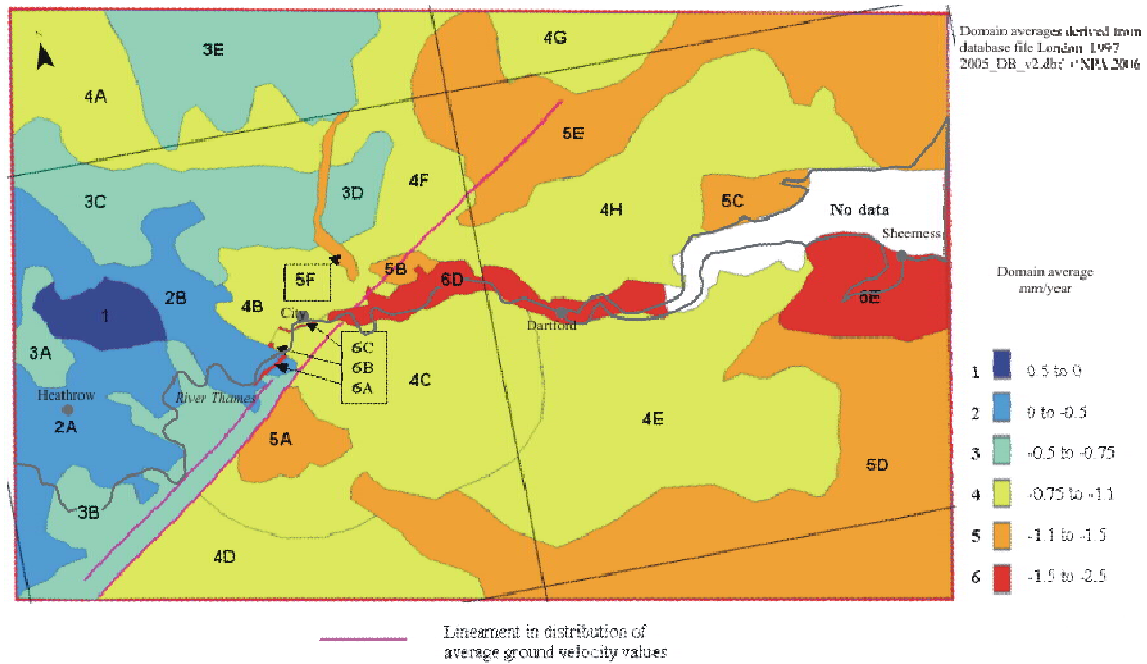 Domain averages derived from
database file London 1997
2005_DB_v2.dbf © NPA 2006
3E
4G
4A
5E
3C
3D
4F
4H
5C
No data
Sheerness
5F
5B
6D
6E
1
2B
4B
City
Dartford
3A
6C
6B
6A
4C
Heathrow
River Thames
2A
5A
4E
5D
3B
4D
Domain average
mm/year
1 0.5 to 0
2 0 to -0.5
3 -0.5 to -0.75
4 -0.75 to -1.1
5 -1.1 to -1.5
6 -1.5 to -2.5
Lineament in distribution of
average ground velocity values